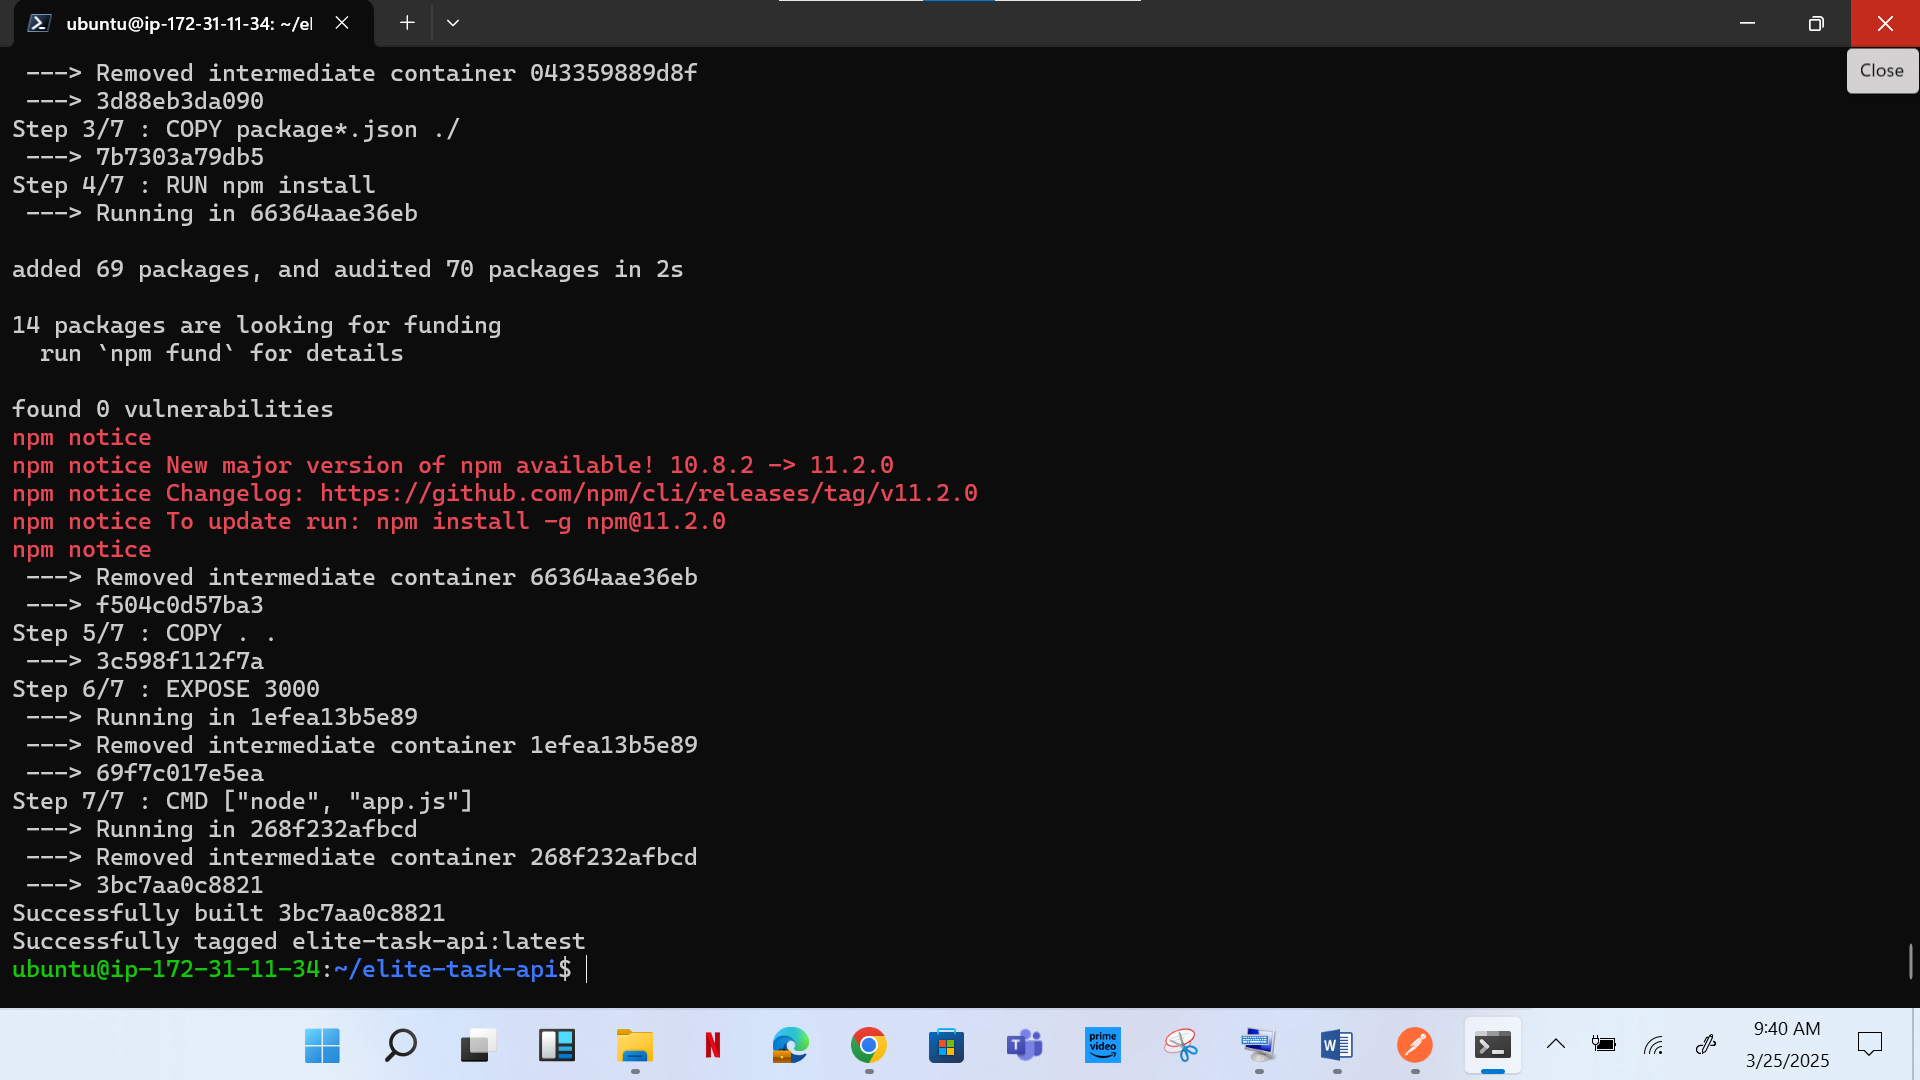 ubuntu@ip-172-31-11-34: ~/el
Close
---> Removed intermediate container 043359889d8f
---> 3d88eb3da090
Step 3/7 : COPY package*.json ./
---> 7b7303a79db5
Step 4/7 : RUN npm install
---> Running in 66364aae36eb
added 69 packages, and audited 70 packages in 2s
14 packages are looking for funding
run `npm fund` for details
found 0 vulnerabilities
npm notice
npm notice New major version of npm available! 10.8.2 -> 11.2.0
npm notice Changelog: https://github.com/npm/cli/releases/tag/v11.2.0
npm notice To update run: npm install -g npm@11.2.0
npm notice
---> Removed intermediate container 66364aae36eb
---> f504c0d57ba3
Step 5/7 : COPY . .
---> 3c598f112f7a
Step 6/7 : EXPOSE 3000
---> Running in 1efea13b5e89
---> Removed intermediate container 1efea13b5e89
---> 69f7c017e5ea
Step 7/7 : CMD ["node", "app.js"]
---> Running in 268f232afbcd
---> Removed intermediate container 268f232afbcd
---> 3bc7aa0c8821
Successfully built 3bc7aa0c8821
Successfully tagged elite-task-api:latest
ubuntu@ip-172-31-11-34:~/elite-task-api$
N
T
prime video
W
9:40 AM
3/25/2025